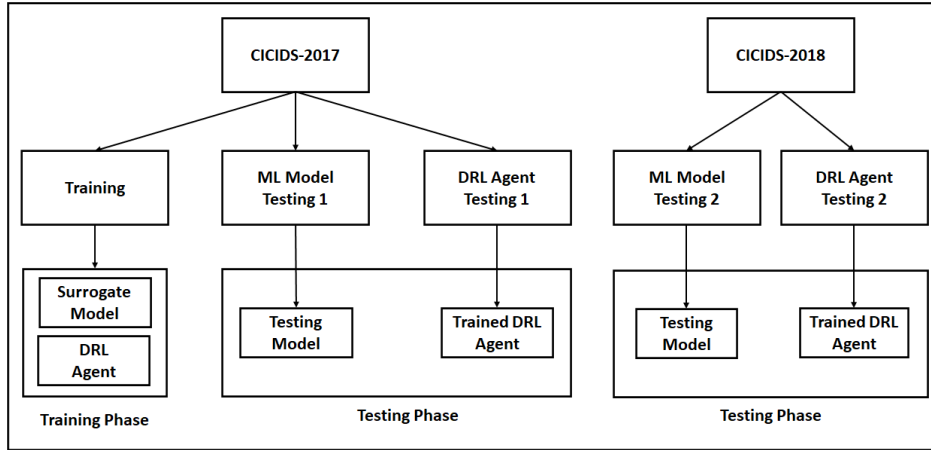 CICIDS-2017
CICIDS-2018
Training
ML Model
Testing 1
DRL Agent
Testing 1
ML Model
Testing 2
DRL Agent
Testing 2
Surrogate
Model
DRL
Agent
Testing
Model
Trained DRL
Agent
Testing
Model
Trained DRL
Agent
Training Phase
Testing Phase
Testing Phase